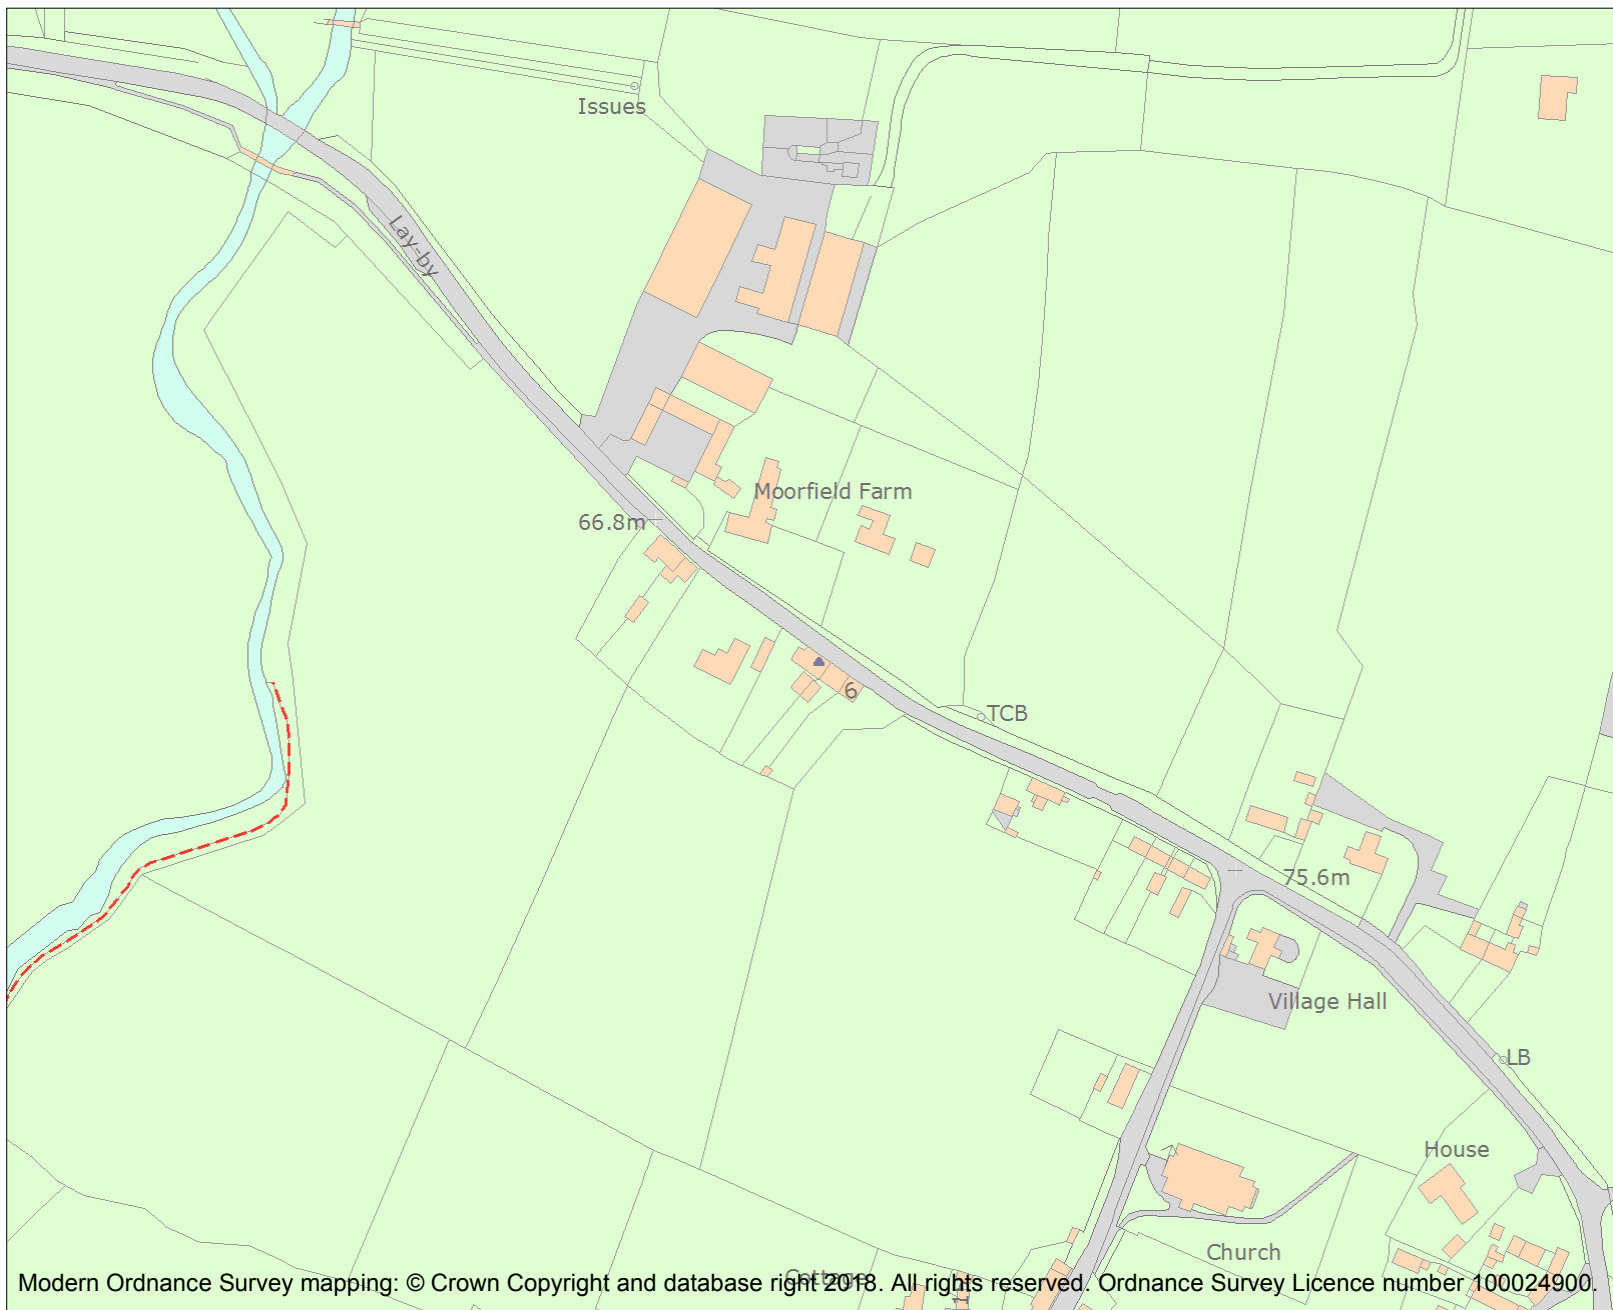 Issues
Lay-by
Moorfield Farm
66.8m
6
TCB
75.6m
Village Hall
LB
House
Church
Cottage
Modern Ordnance Survey mapping: © Crown Copyright and database right 2018. All rights reserved. Ordnance Survey Licence number 100024900.